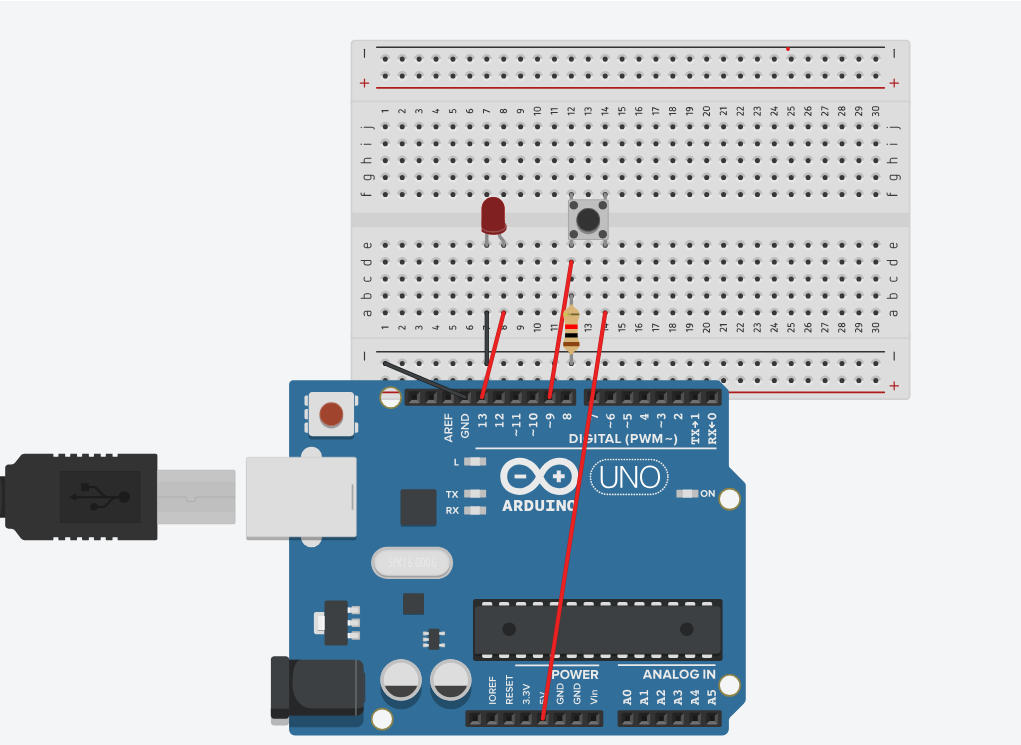 − −
+ +
1 2 3 4 5 6 7 8 9 10 11 12 13 14 15 16 17 18 19 20 21 22 23 24 25 26 27 28 29 30
j j
i i
h h
g g
f f
e e
d d
c c
b b
a a
1 2 3 4 5 6 8 9 10 11 12 13 14 15 16 17 18 19 20 21 22 23 24 25 26 27 28 29 30
− −
+
AREF GND 13 12 ~11 ~10 ~9 8 7 ~6 ~5 4 ~3 2 TX→1 RX←0
DIGITAL (PWM~)
L
TX
RX
UNO
ON
ARDUINO
POWER ANALOG IN
IOREF RESET 3.3V 5V GND GND Vin A0 A1 A2 A3 A4 A5